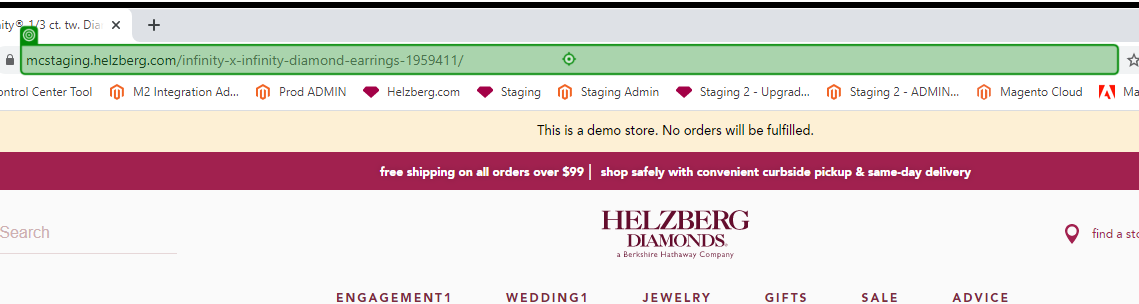 ity® 1/3 ct. tw. Dia
mcstaging.helzberg.com/infinity-x-infinity-diamond-earrings-1959411/
ontrol Center Tool M2 Integration Ad... Prod ADMIN Helzberg.com Staging Staging Admin Staging 2 - Upgrad... Staging 2 - ADMIN... Magento Cloud Ma
This is a demo store. No orders will be fulfilled.
free shipping on all orders over $99 | shop safely with convenient curbside pickup & same-day delivery
Search
HELZBERG
DIAMONDS®
a Berkshire Hathaway Company
find a sto
ENGAGEMENT1 WEDDING1 JEWELRY GIFTS SALE ADVICE